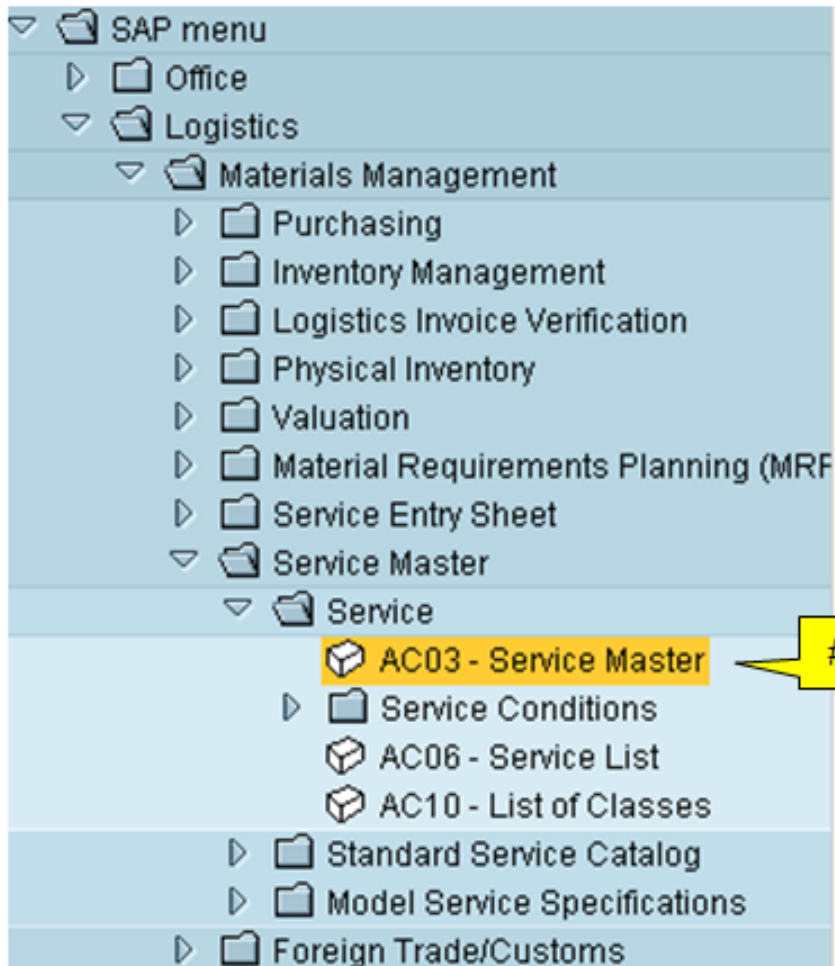 SAP menu
Office
Logistics
Materials Management
Purchasing
Inventory Management
Logistics Invoice Verification
Physical Inventory
Valuation
Material Requirements Planning (MRP
Service Entry Sheet
Service Master
Service
AC03 - Service Master
#
Service Conditions
AC06 - Service List
AC10 - List of Classes
Standard Service Catalog
Model Service Specifications
Foreign Trade/Customs